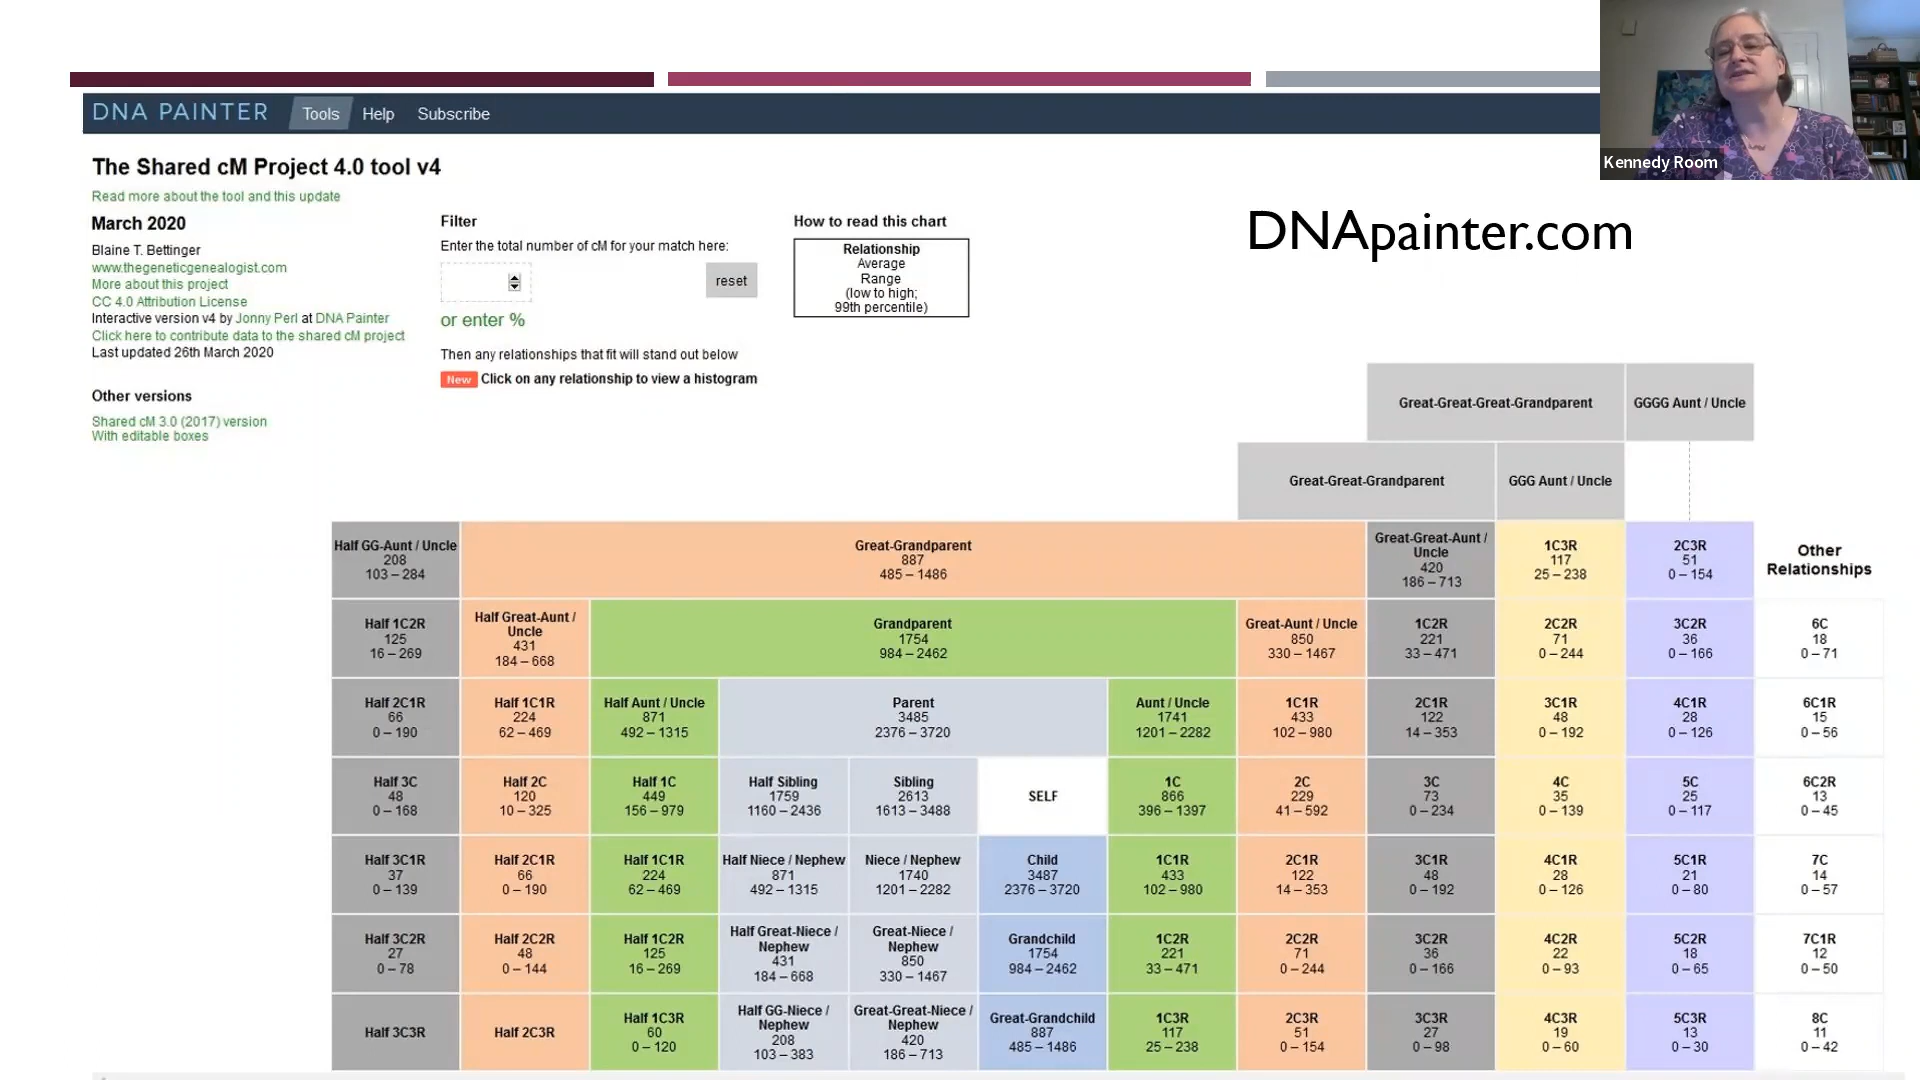 DNA PAINTER Tools Help Subscribe
Kennedy Room
The Shared cM Project 4.0 tool v4
Read more about the tool and this update
March 2020
Blaine T. Bettinger
www.thegeneticgenealogist.com
More about this project
CC 4.0 Attribution License
Interactive version v4 by Jonny Perl at DNA Painter
Click here to contribute data to the shared cM project
Last updated 26th March 2020
Other versions
Shared cM 3.0 (2017) version
With editable boxes
Filter
Enter the total number of cM for your match here:
reset
or enter %
Then any relationships that fit will stand out below
New Click on any relationship to view a histogram
How to read this chart
Relationship
Average
Range
(low to high;
99th percentile)
DNApainter.com
Great-Great-Great-Grandparent
GGGG Aunt / Uncle
Great-Great-Grandparent
GGG Aunt / Uncle
Half GG-Aunt / Uncle
208
103 – 284
Great-Grandparent
887
485 – 1486
Great-Great-Aunt /
Uncle
420
186 – 713
1C3R
117
25 – 238
2C3R
51
0 – 154
Other
Relationships
Half 1C2R
125
16 – 269
Half Great-Aunt /
Uncle
431
184 – 668
Grandparent
1754
984 – 2462
Great-Aunt / Uncle
850
330 – 1467
1C2R
221
33 – 471
2C2R
71
0 – 244
3C2R
36
0 – 166
6C
18
0 – 71
Half 2C1R
66
0 – 190
Half 1C1R
224
62 – 469
Half Aunt / Uncle
871
492 – 1315
Parent
3485
2376 – 3720
Aunt / Uncle
1741
1201 – 2282
1C1R
433
102 – 980
2C1R
122
14 – 353
3C1R
48
0 – 192
4C1R
28
0 – 126
6C1R
15
0 – 56
Half 3C
48
0 – 168
Half 2C
120
10 – 325
Half 1C
449
156 – 979
Half Sibling
1759
1160 – 2436
Sibling
2613
1613 – 3488
SELF
1C
866
396 – 1397
2C
229
41 – 592
3C
73
0 – 234
4C
35
0 – 139
5C
25
0 – 117
6C2R
13
0 – 45
Half 3C1R
37
0 – 139
Half 2C1R
66
0 – 190
Half 1C1R
224
62 – 469
Half Niece / Nephew
871
492 – 1315
Niece / Nephew
1740
1201 – 2282
Child
3487
2376 – 3720
1C1R
433
102 – 980
2C1R
122
14 – 353
3C1R
48
0 – 192
4C1R
28
0 – 126
5C1R
21
0 – 80
7C
14
0 – 57
Half 3C2R
27
0 – 78
Half 2C2R
48
0 – 144
Half 1C2R
125
16 – 269
Half Great-Niece /
Nephew
431
184 – 668
Great-Niece /
Nephew
850
330 – 1467
Grandchild
1754
984 – 2462
1C2R
221
33 – 471
2C2R
71
0 – 244
3C2R
36
0 – 166
4C2R
22
0 – 93
5C2R
18
0 – 65
7C1R
12
0 – 50
Half 3C3R
Half 2C3R
Half 1C3R
60
0 – 120
Half GG-Niece /
Nephew
208
103 – 383
Great-Great-Niece /
Nephew
420
186 – 713
Great-Grandchild
887
485 – 1486
1C3R
117
25 – 238
2C3R
51
0 – 154
3C3R
27
0 – 98
4C3R
19
0 – 60
5C3R
13
0 – 30
8C
11
0 – 42